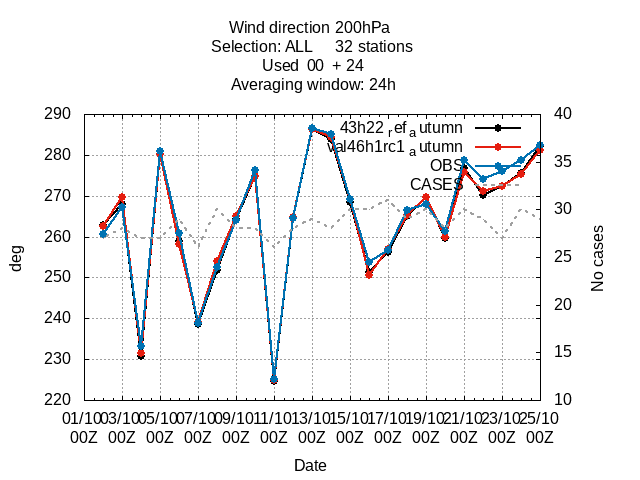 Wind direction 200hPa
Selection: ALL 32 stations
Used 00 + 24
Averaging window: 24h
290
280
270
260
250
240
230
220
40
35
30
25
20
15
10
43h22refautumn
val46h1rc1autumn
OBS
CASES
deg
No cases
01/10 03/10 05/10 07/10 09/10 11/10 13/10 15/10 17/10 19/10 21/10 23/10 25/10
00Z 00Z 00Z 00Z 00Z 00Z 00Z 00Z 00Z 00Z 00Z 00Z 00Z
Date